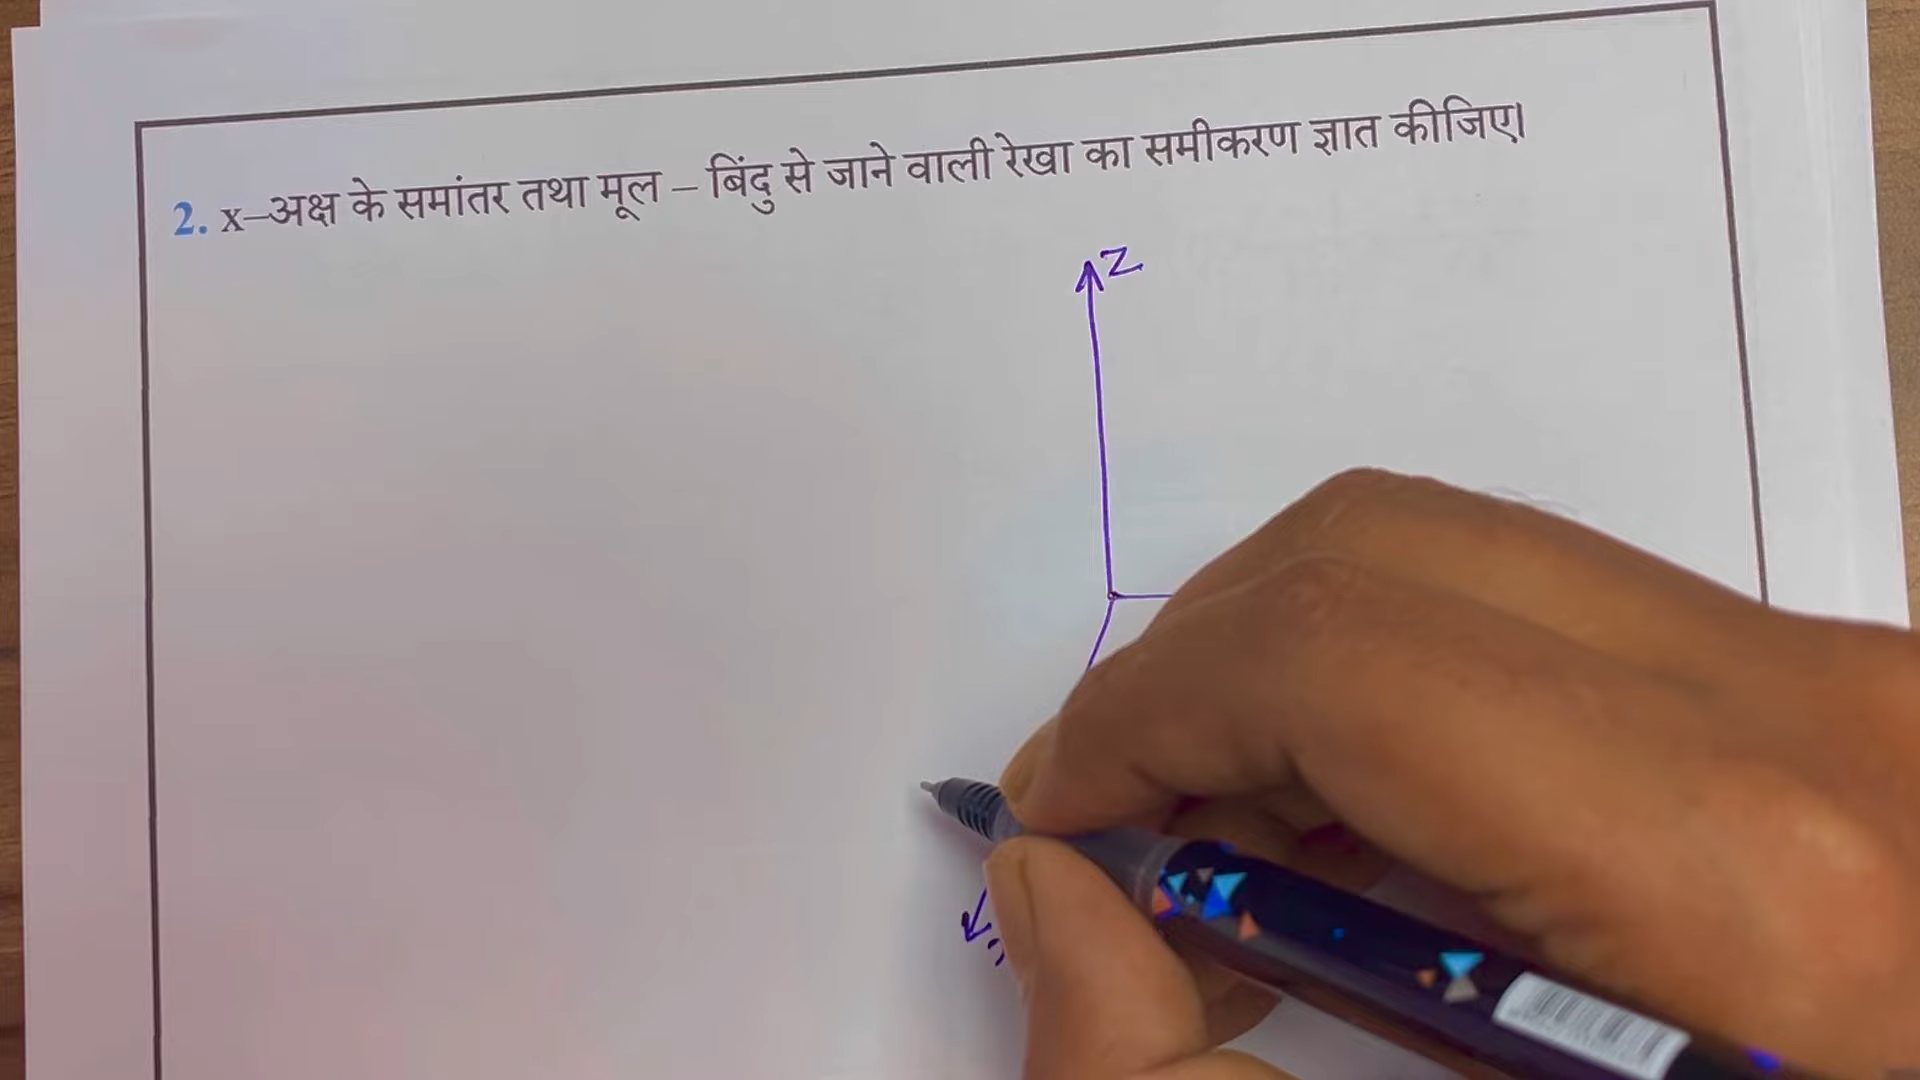 2. x–अक्ष के समांतर तथा मूल – बिंदु से जाने वाली रेखा का समीकरण ज्ञात कीजिए।
Z